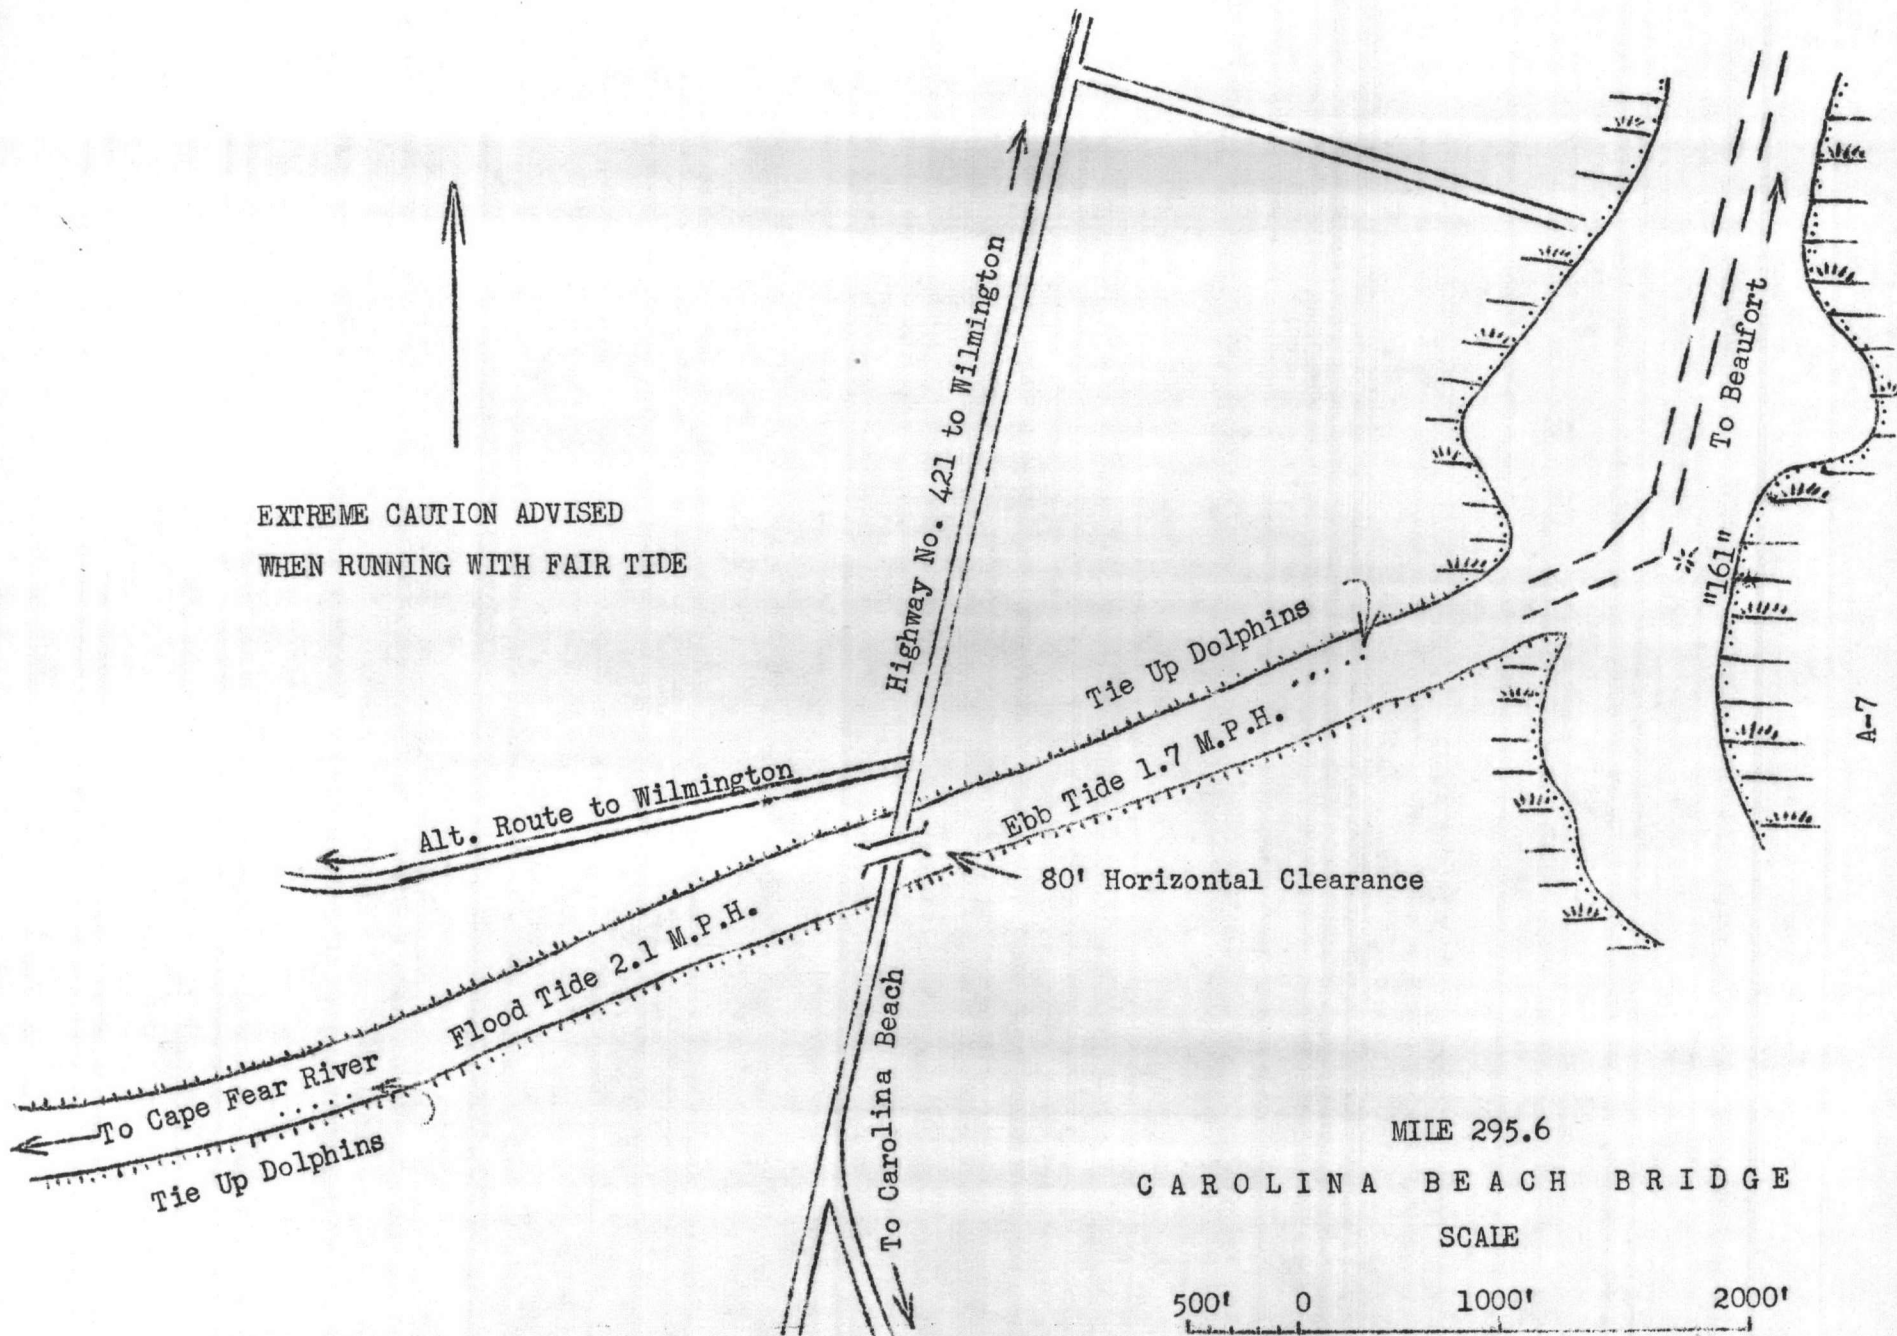 Highway No. 421 to Wilmington
To Beaufort
EXTREME CAUTION ADVISED
WHEN RUNNING WITH FAIR TIDE
"161"
Tie Up Dolphins
A-7
Ebb Tide 1.7 M.P.H.
Alt. Route to Wilmington
80' Horizontal Clearance
Flood Tide 2.1 M.P.H.
To Cape Fear River
Tie Up Dolphins
To Carolina Beach
MILE 295.6
CAROLINA BEACH BRIDGE
SCALE
500' 0 1000' 2000'